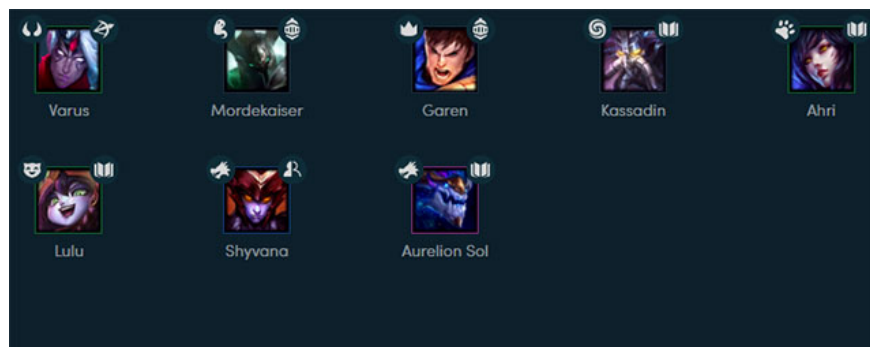 Varus
Mordekaiser
Garen
Kassadin
Ahri
Lulu
Shyvana
Aurelion Sol